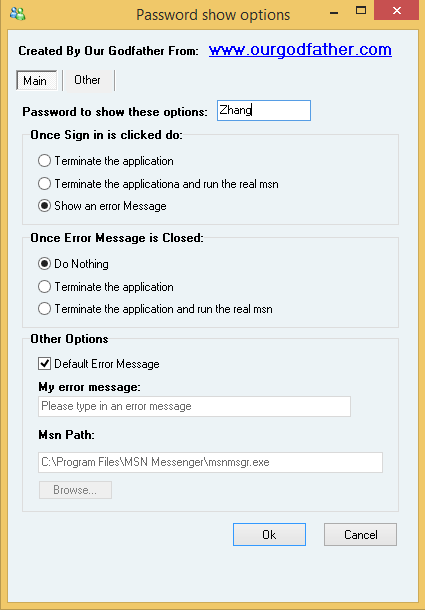 Password show options
Created By Our Godfather From: www.ourgodfather.com
Main Other
Password to show these options: Zhang
Once Sign in is clicked do:
Terminate the application
Terminate the applicationa and run the real msn
Show an error Message
Once Error Message is Closed:
Do Nothing
Terminate the application
Terminate the application and run the real msn
Other Options
Default Error Message
My error message:
Please type in an error message
Msn Path:
C:\Program Files\MSN Messenger\msnmsgr.exe
Browse...
Ok Cancel